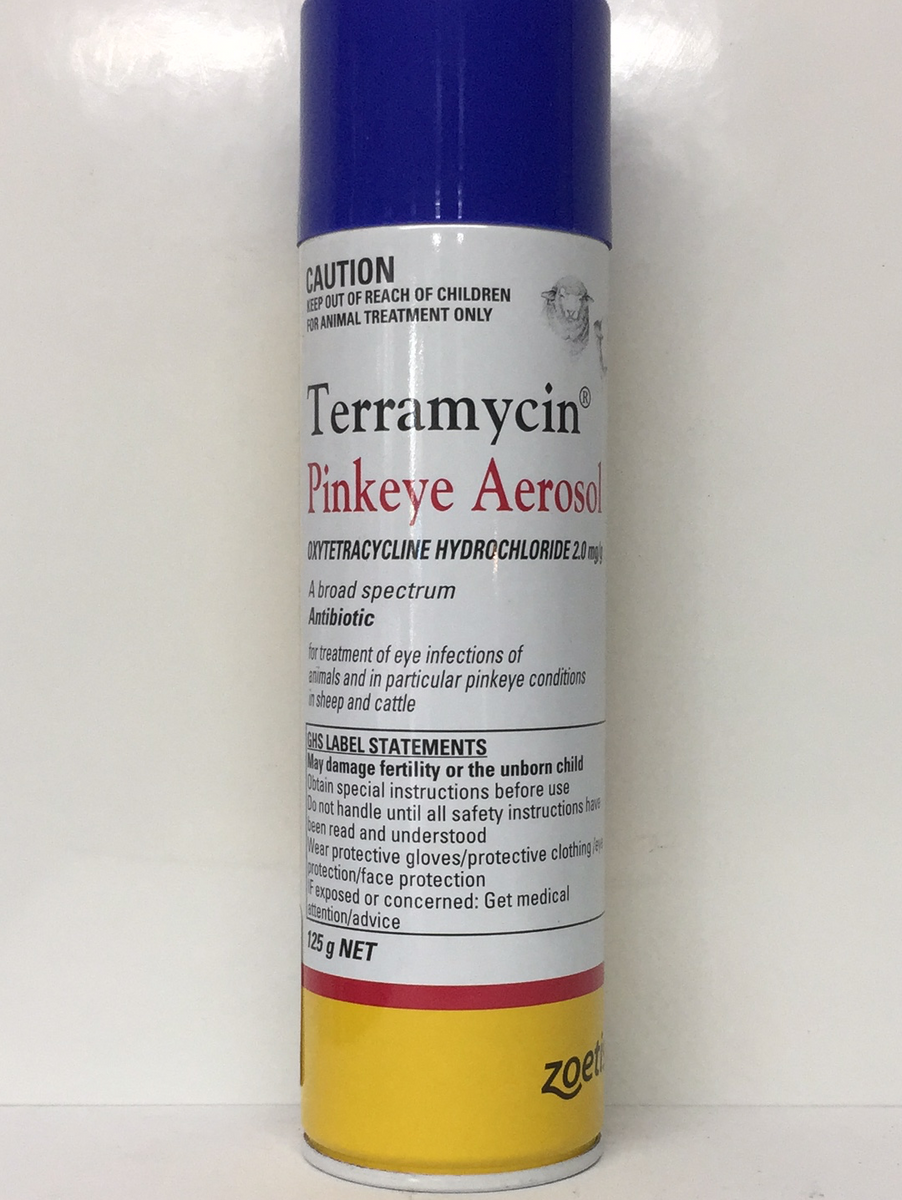 CAUTION
KEEP OUT OF REACH OF CHILDREN
FOR ANIMAL TREATMENT ONLY
Terramycin®
Pinkeye Aerosol
OXYTETRACYCLINE HYDROCHLORIDE 2.0 mg/g
A broad spectrum
Antibiotic
for treatment of eye infections of
animals and in particular pinkeye conditions
in sheep and cattle
GHS LABEL STATEMENTS
May damage fertility or the unborn child
Obtain special instructions before use
Do not handle until all safety instructions have
been read and understood
Wear protective gloves/protective clothing/eye
protection/face protection
IF exposed or concerned: Get medical
attention/advice
125 g NET
zoeti